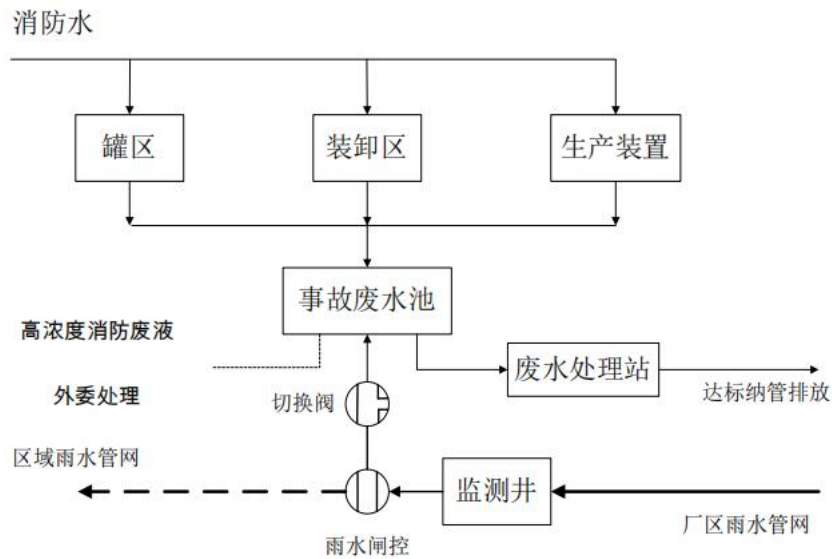 消防水
罐区
装卸区
生产装置
事故废水池
高浓度消防废液
废水处理站
外委处理
切换阀
达标纳管排放
区域雨水管网
监测井
厂区雨水管网
雨水闸控